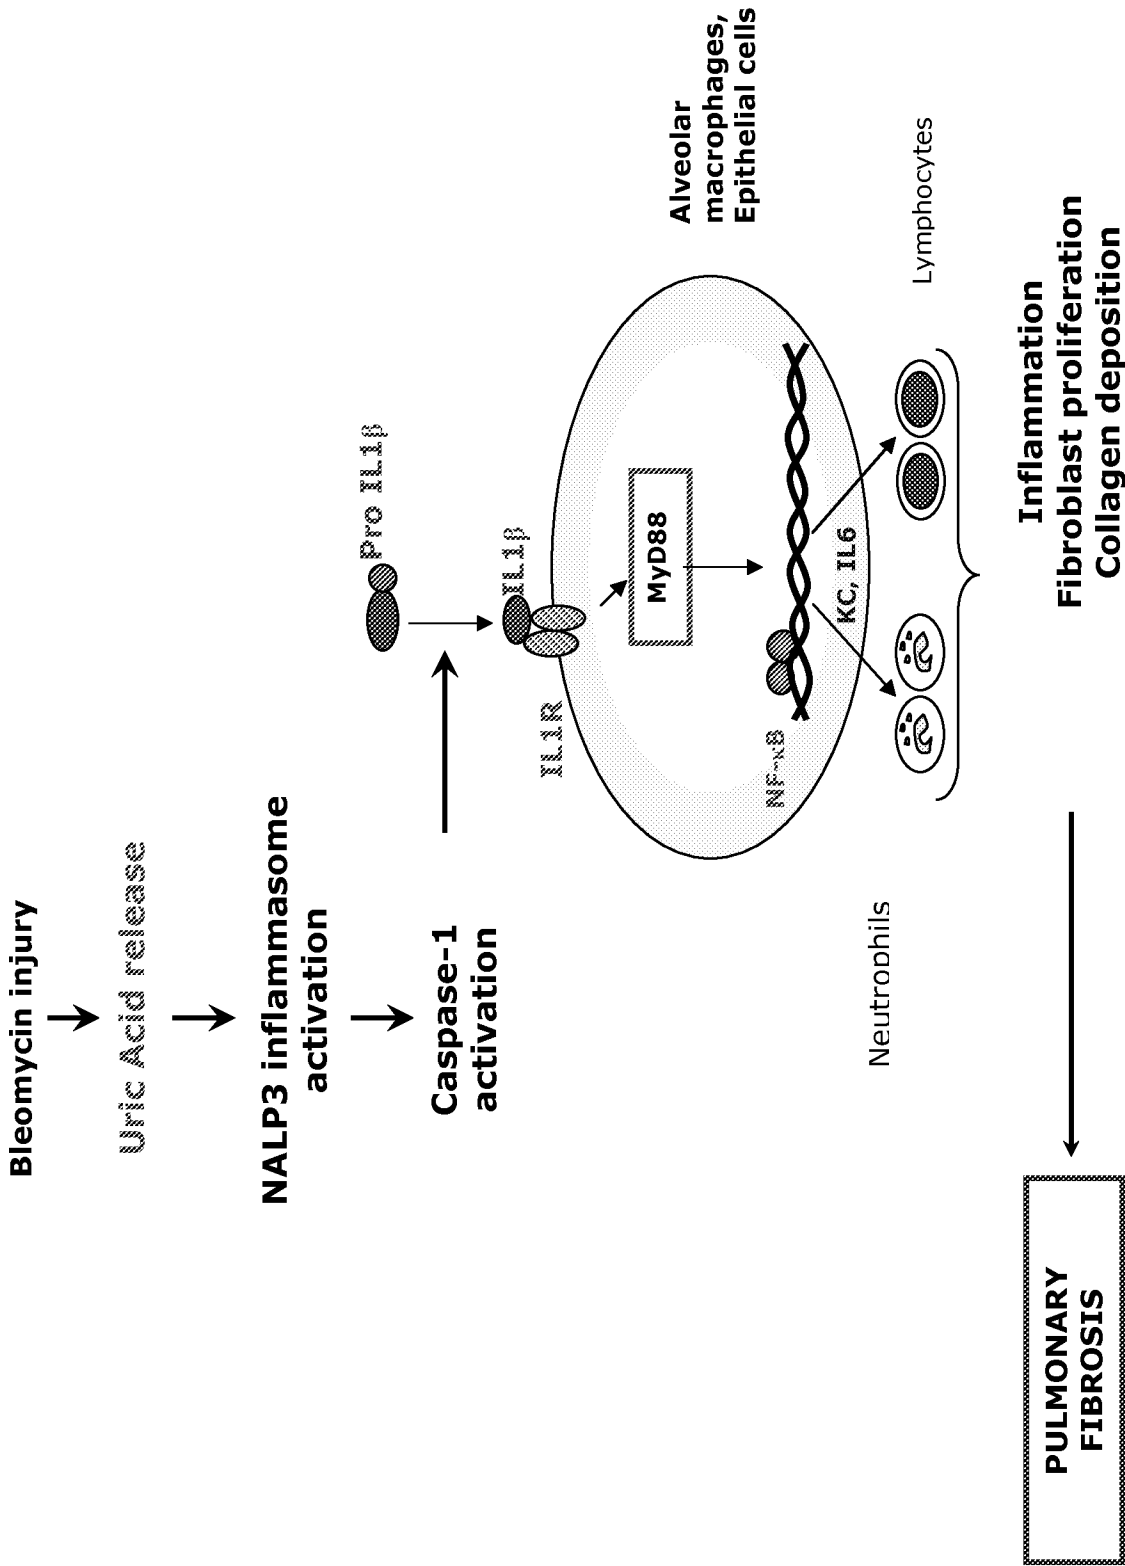 Bleomycin injury
Uric Acid release
NALP3 inflammasome
activation
Caspase-1
activation
Pro IL1β
IL1β
IL1R
MyD88
NF-κB
KC, IL6
Alveolar
macrophages,
Epithelial cells
Neutrophils
Lymphocytes
Inflammation
Fibroblast proliferation
Collagen deposition
PULMONARY
FIBROSIS